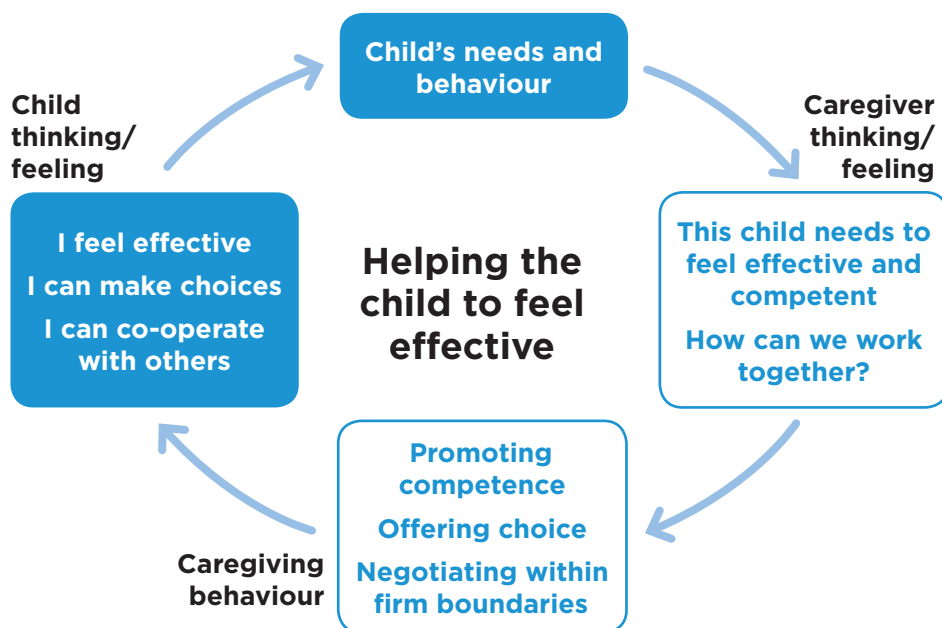 Child’s needs and
behaviour
Caregiver
thinking/
feeling
This child needs to
feel effective and
competent
How can we work
together?
Promoting
competence
Offering choice
Negotiating within
firm boundaries
Caregiving
behaviour
Child
thinking/
feeling
I feel effective
I can make choices
I can co-operate
with others
Helping the
child to feel
effective